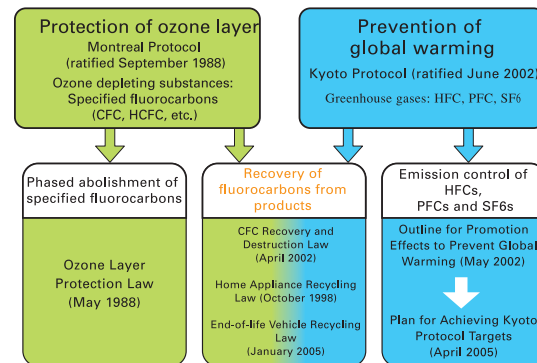 Protection of ozone layer
Montreal Protocol
(ratified September 1988)
Ozone depleting substances:
Specified fluorocarbons
(CFC, HCFC, etc.)
Prevention of
global warming
Kyoto Protocol (ratified June 2002)
Greenhouse gases: HFC, PFC, SF6
Phased abolishment of
specified fluorocarbons
Ozone Layer
Protection Law
(May 1988)
Recovery of
fluorocarbons from
products
CFC Recovery and
Destruction Law
(April 2002)
Home Appliance Recycling
Law (October 1998)
End-of-life Vehicle Recycling
Law
(January 2005)
Emission control of
HFCs,
PFCs and SF6s
Outline for Promotion
Effects to Prevent Global
Warming (May 2002)
Plan for Achieving Kyoto
Protocol Targets
(April 2005)